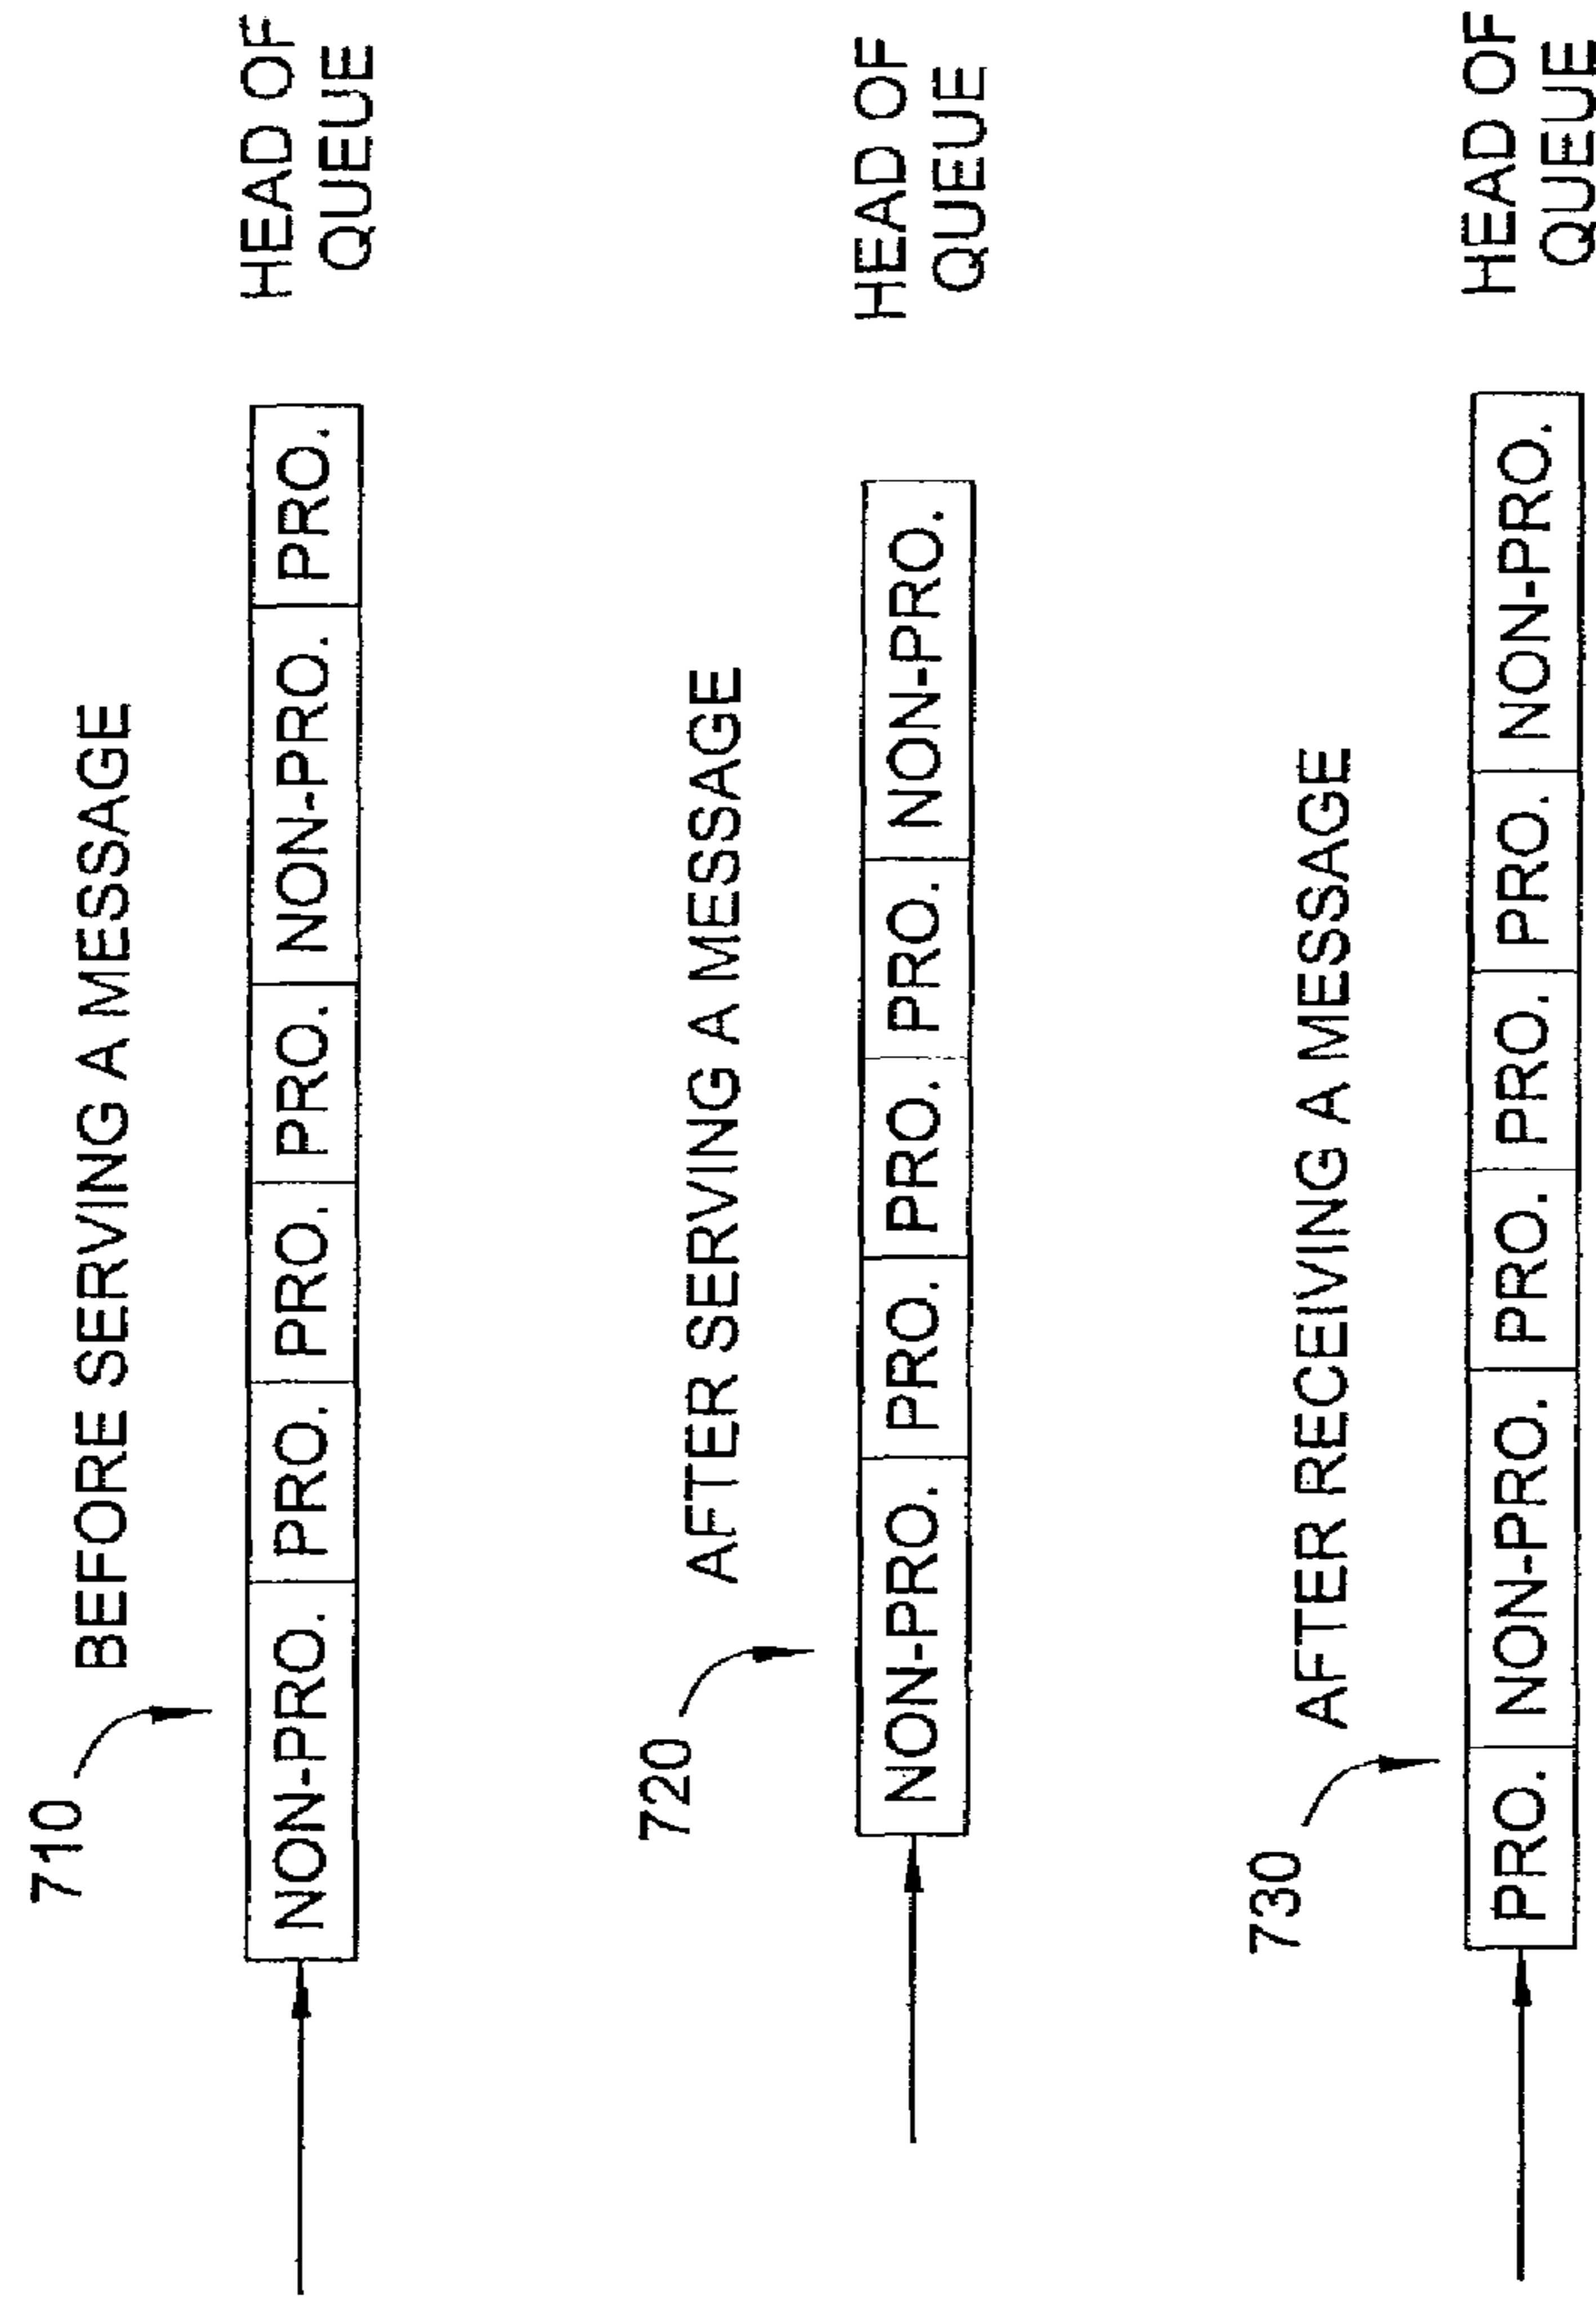 710
BEFORE SERVING A MESSAGE
NON-PRO. PRO. PRO. PRO. NON-PRO. PRO.
HEAD OF
QUEUE
720
AFTER SERVING A MESSAGE
NON-PRO. PRO. PRO. PRO. NON-PRO.
HEAD OF
QUEUE
730
AFTER RECEIVING A MESSAGE
PRO. NON-PRO. PRO. PRO. PRO. NON-PRO.
HEAD OF
QUEUE